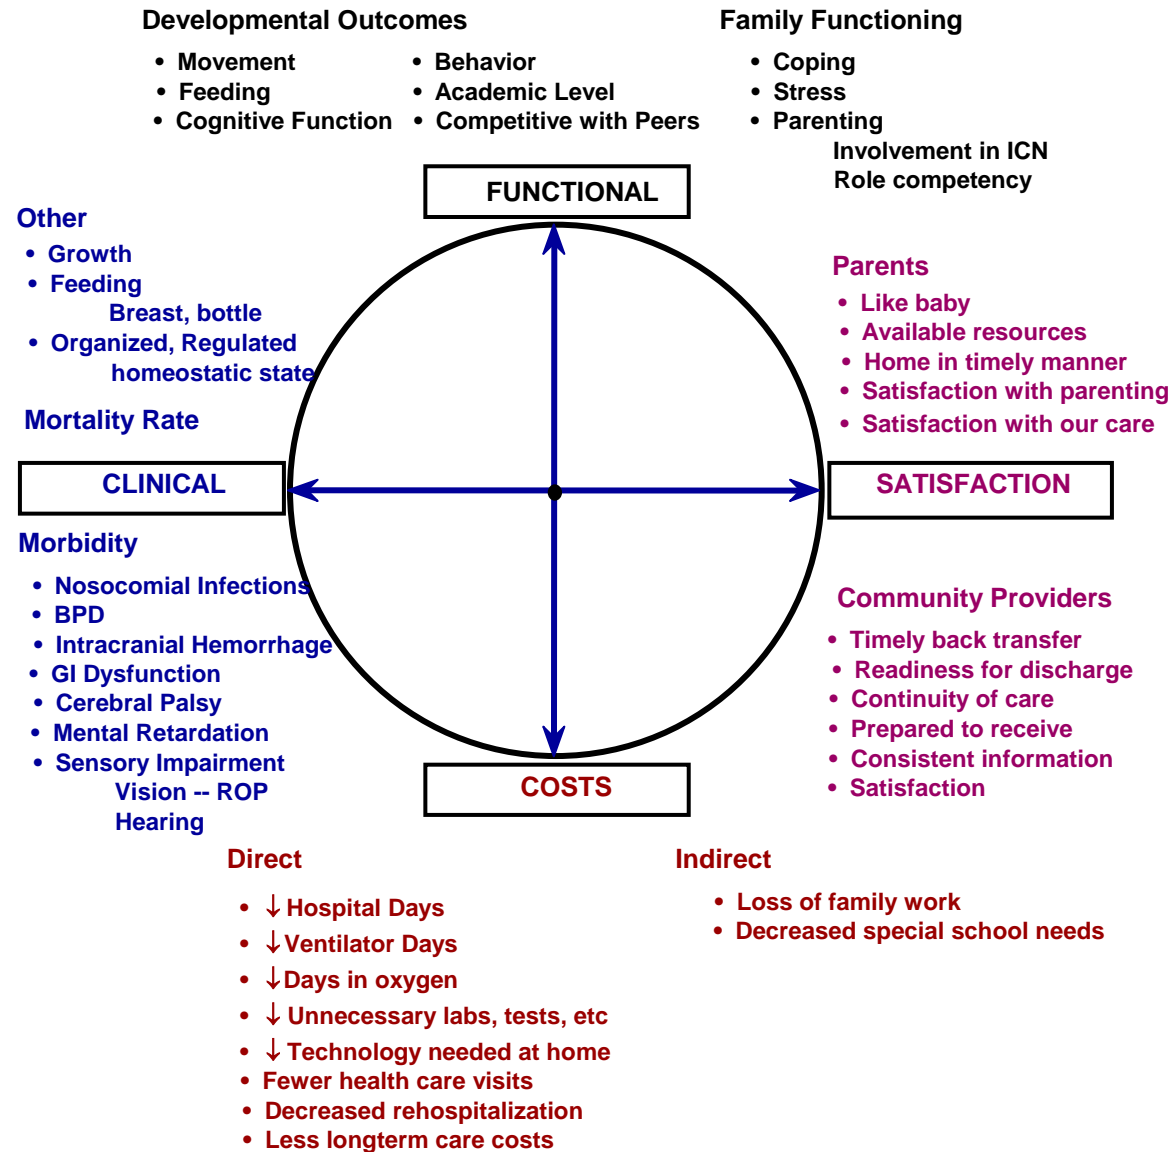 Developmental Outcomes
• Movement
• Feeding
• Cognitive Function
• Behavior
• Academic Level
• Competitive with Peers
Family Functioning
• Coping
• Stress
• Parenting
Involvement in ICN
Role competency
FUNCTIONAL
Other
• Growth
• Feeding
Breast, bottle
• Organized, Regulated
homeostatic state
Mortality Rate
CLINICAL
Morbidity
• Nosocomial Infections
• BPD
• Intracranial Hemorrhage
• GI Dysfunction
• Cerebral Palsy
• Mental Retardation
• Sensory Impairment
Vision -- ROP
Hearing
Parents
• Like baby
• Available resources
• Home in timely manner
• Satisfaction with parenting
• Satisfaction with our care
SATISFACTION
Community Providers
• Timely back transfer
• Readiness for discharge
• Continuity of care
• Prepared to receive
• Consistent information
• Satisfaction
COSTS
Direct
• ↓ Hospital Days
• ↓ Ventilator Days
• ↓ Days in oxygen
• ↓ Unnecessary labs, tests, etc
• ↓ Technology needed at home
• Fewer health care visits
• Decreased rehospitalization
• Less longterm care costs
Indirect
• Loss of family work
• Decreased special school needs